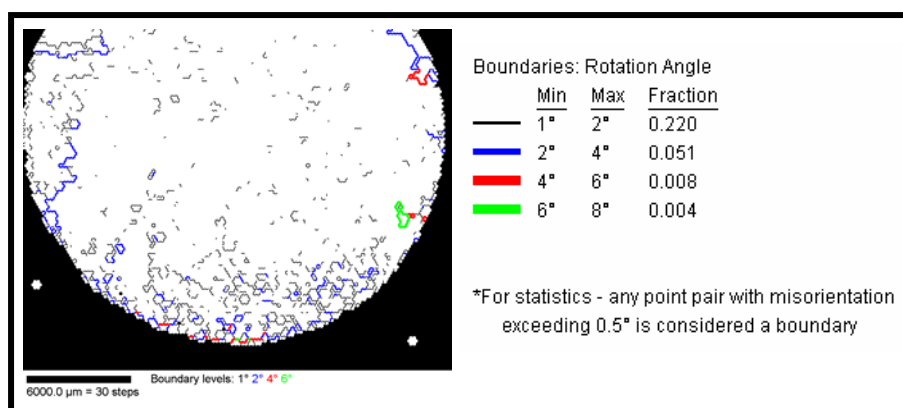 Boundaries: Rotation Angle
Min Max Fraction
1° 2° 0.220
2° 4° 0.051
4° 6° 0.008
6° 8° 0.004
*For statistics - any point pair with misorientation
exceeding 0.5° is considered a boundary
Boundary levels: 1° 2° 4° 6°
6000.0 µm = 30 steps